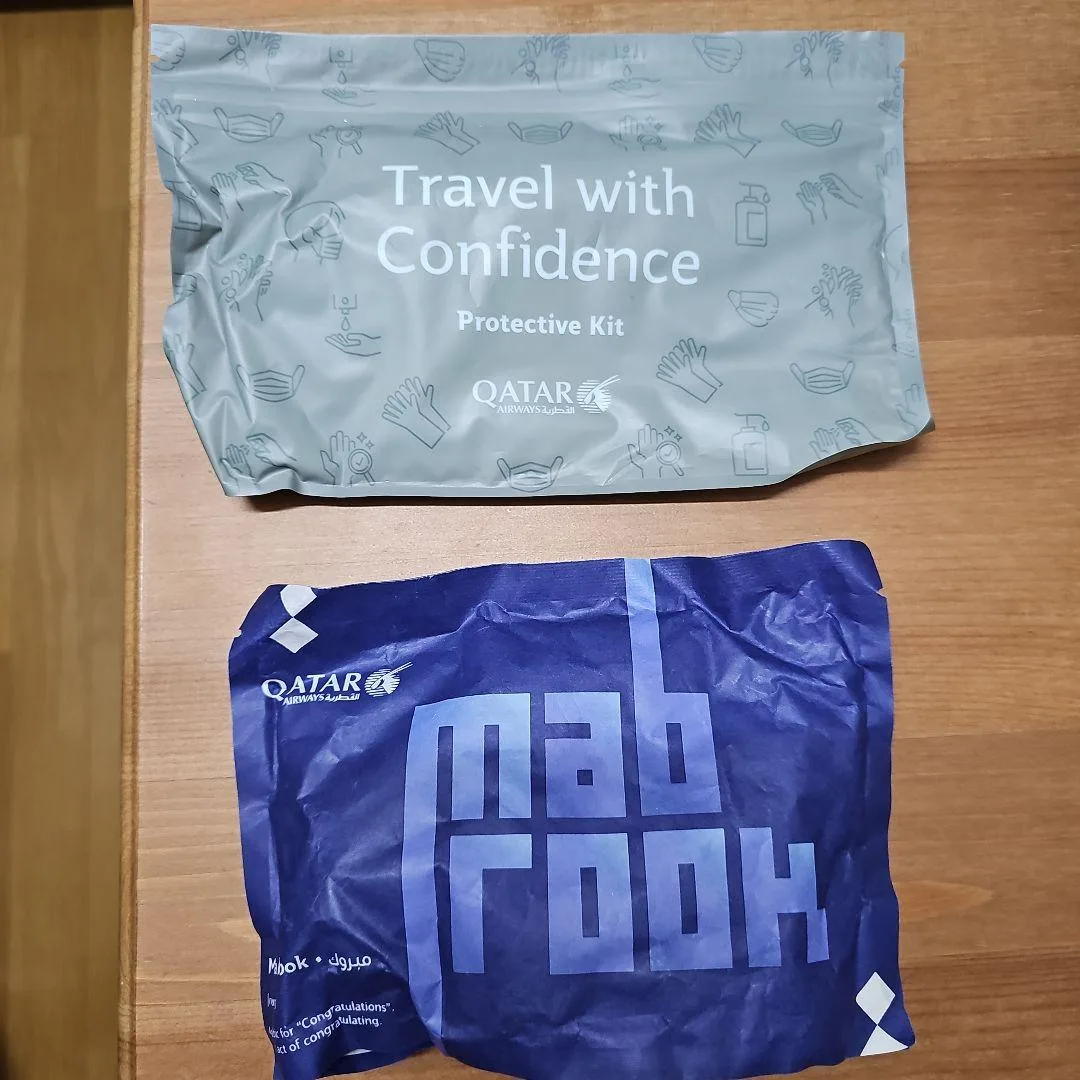 Travel with
Confidence
Protective Kit
QATAR
AIRWAYS القطرية
QATAR
AIRWAYS القطرية
mab
rook
مبروك
for "Congratulations".
act of congratulating.